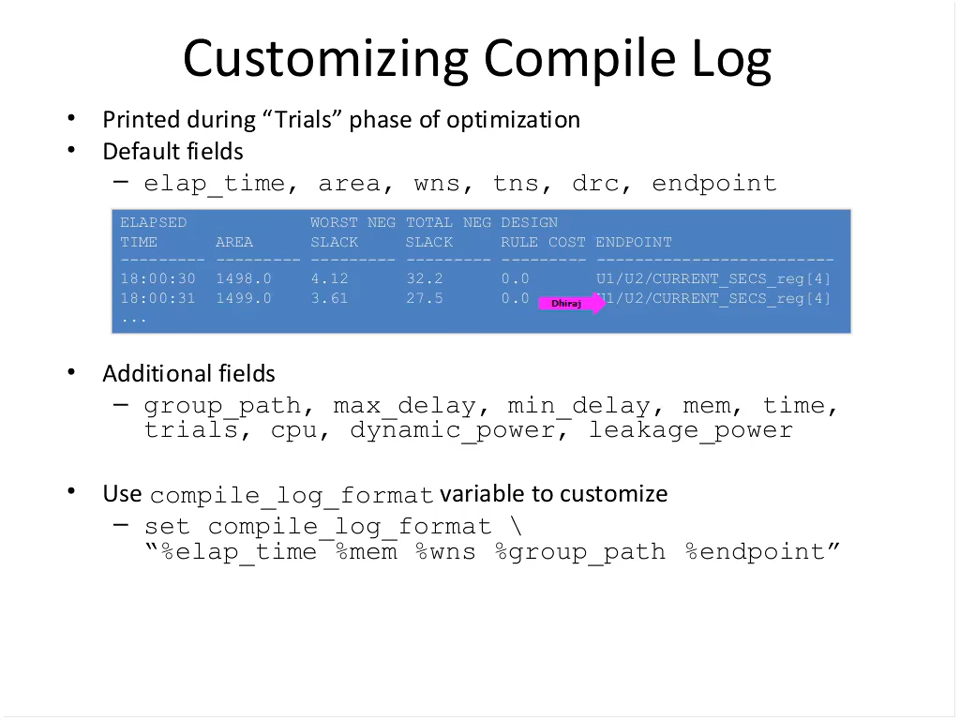 Customizing Compile Log
• Printed during “Trials” phase of optimization
• Default fields
– elap_time, area, wns, tns, drc, endpoint
ELAPSED WORST NEG TOTAL NEG DESIGN
TIME AREA SLACK SLACK RULE COST ENDPOINT
--------- --------- --------- --------- --------- -------------------------
18:00:30 1498.0 4.12 32.2 0.0 U1/U2/CURRENT_SECS_reg[4]
18:00:31 1499.0 3.61 27.5 0.0 U1/U2/CURRENT_SECS_reg[4]
Dhiraj
...
• Additional fields
– group_path, max_delay, min_delay, mem, time,
trials, cpu, dynamic_power, leakage_power
• Use compile_log_format variable to customize
– set compile_log_format \
“%elap_time %mem %wns %group_path %endpoint”